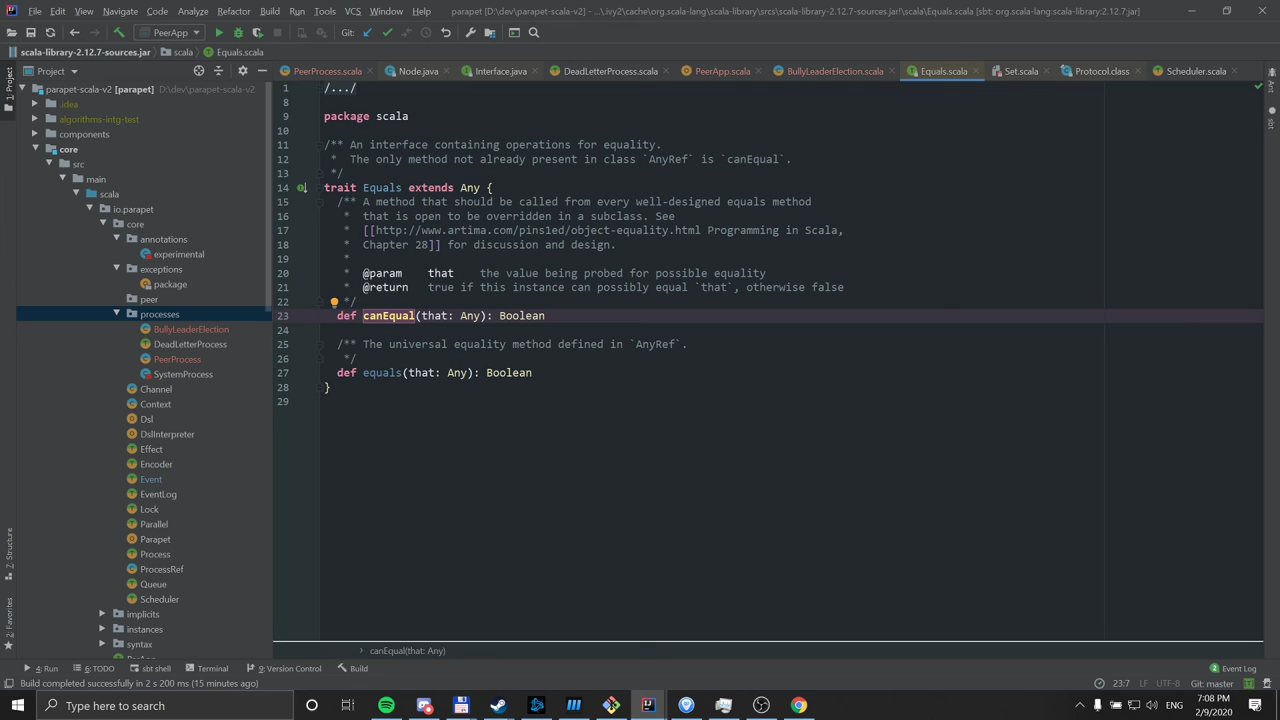 File Edit View Navigate Code Analyze Refactor Build Run Tools VCS Window Help parapet [D:\dev\parapet-scala-v2] - ...\.ivy2\cache\org.scala-lang\scala-library\srcs\scala-library-2.12.7-sources.jar!\scala\Equals.scala [sbt: org.scala-lang:scala-library:2.12.7:jar]
PeerApp Git:
scala-library-2.12.7-sources.jar scala Equals.scala
Project PeerProcess.scala Node.java Interface.java DeadLetterProcess.scala PeerApp.scala BullyLeaderElection.scala Equals.scala Set.scala Protocol.class Scheduler.scala
1: Project
Ant
sbt
parapet-scala-v2 [parapet] D:\dev\parapet-scala-v2
.idea
algorithms-intg-test
components
core
src
main
scala
io.parapet
core
annotations
experimental
exceptions
package
peer
processes
BullyLeaderElection
DeadLetterProcess
PeerProcess
SystemProcess
Channel
Context
Dsl
DslInterpreter
Effect
Encoder
Event
EventLog
Lock
Parallel
Parapet
Process
ProcessRef
Queue
Scheduler
implicits
instances
syntax
7: Structure
2: Favorites
1 /.../
8
9 package scala
10
11 /** An interface containing operations for equality.
12 * The only method not already present in class `AnyRef` is `canEqual`.
13 */
14 trait Equals extends Any {
15 /** A method that should be called from every well-designed equals method
16 * that is open to be overridden in a subclass. See
17 * [[http://www.artima.com/pins1ed/object-equality.html Programming in Scala,
18 * Chapter 28]] for discussion and design.
19 *
20 * @param that the value being probed for possible equality
21 * @return true if this instance can possibly equal `that`, otherwise false
22 */
23 def canEqual(that: Any): Boolean
24
25 /** The universal equality method defined in `AnyRef`.
26 */
27 def equals(that: Any): Boolean
28 }
29
canEqual(that: Any)
4: Run 6: TODO sbt shell Terminal 9: Version Control Build Event Log
Build completed successfully in 2 s 200 ms (15 minutes ago) 23:7 LF UTF-8 Git: master
Type here to search ENG 7:08 PM
2/9/2020